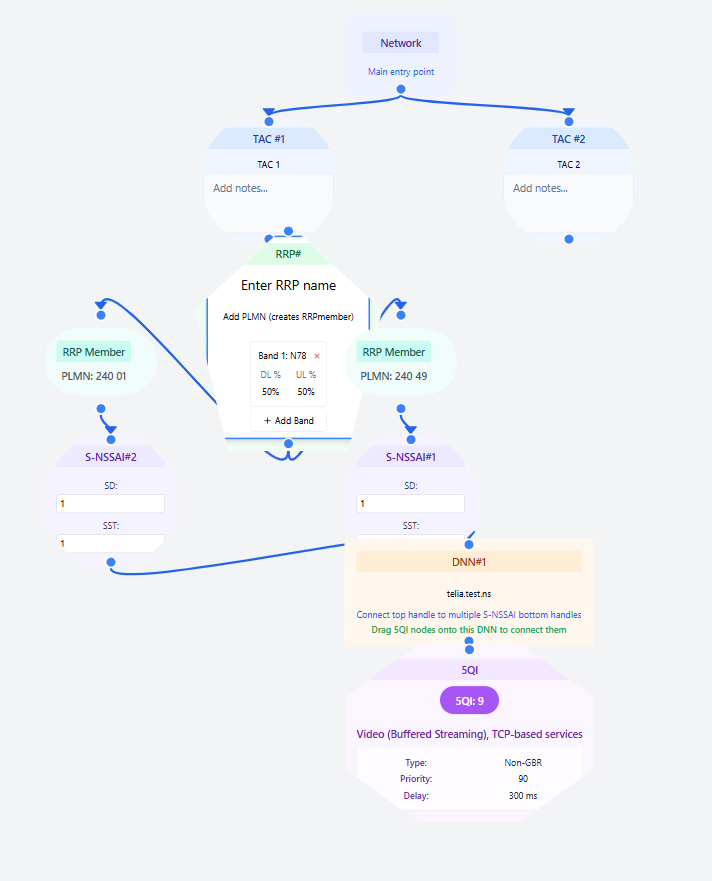 Network
Main entry point
TAC #1
TAC 1
Add notes...
TAC #2
TAC 2
Add notes...
RRP#
Enter RRP name
Add PLMN (creates RRPmember)
Band 1: N78 ×
DL % UL %
50% 50%
+ Add Band
RRP Member
PLMN: 240 01
RRP Member
PLMN: 240 49
S-NSSAI#2
SD:
1
SST:
1
S-NSSAI#1
SD:
1
SST:
DNN#1
telia.test.ns
Connect top handle to multiple S-NSSAI bottom handles
Drag 5QI nodes onto this DNN to connect them
5QI
5QI: 9
Video (Buffered Streaming), TCP-based services
Type: Non-GBR
Priority: 90
Delay: 300 ms